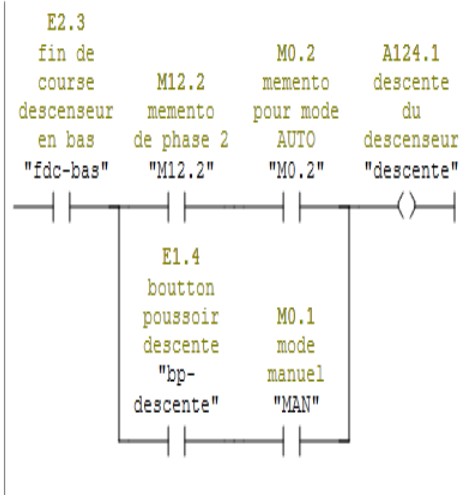 E2.3
fin de
course
descenseur
en bas
"fdc-bas"
M12.2
memento
de phase 2
"M12.2"
M0.2
memento
pour mode
AUTO
"M0.2"
A124.1
descente
du
descenseur
"descente"
E1.4
boutton
poussoir
descente
"bp-
descente"
M0.1
mode
manuel
"MAN"